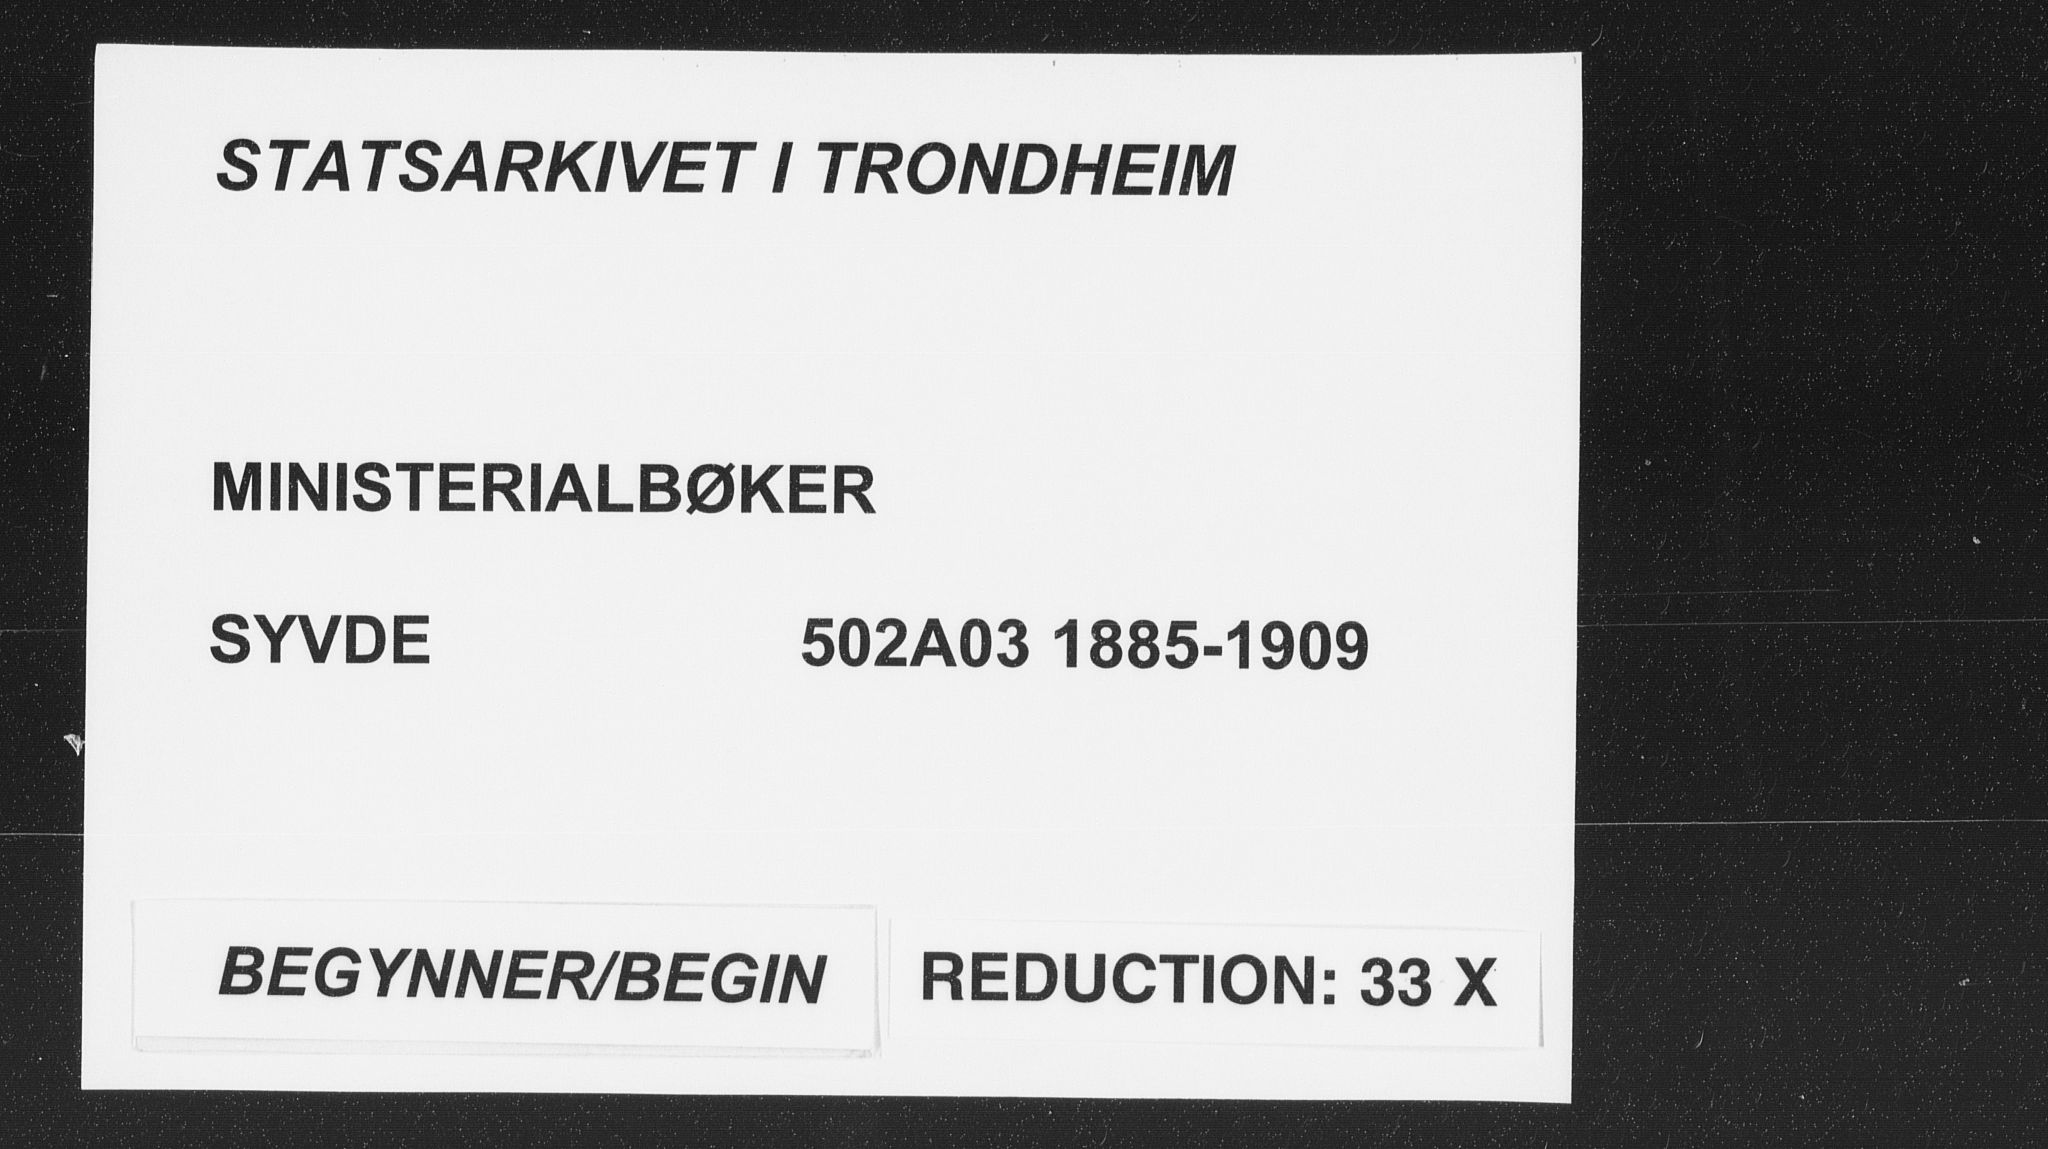 STATSARKIVET I TRONDHEIM
MINISTERIALBØKER
SYVDE 502A03 1885-1909
BEGYNNER/BEGIN REDUCTION: 33 X